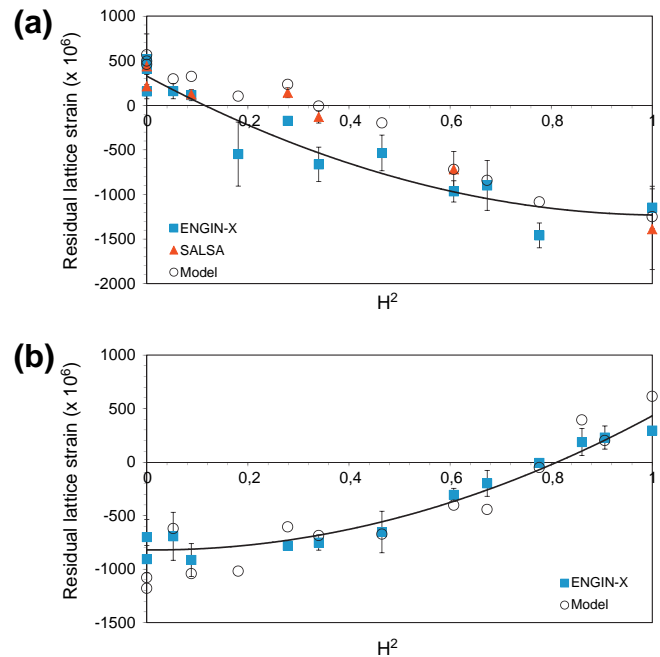 (a)
1000
500
0
-500
-1000
-1500
-2000
0 0,2 0,4 0,6 0,8 1
Residual lattice strain (x 10⁶)
H²
ENGIN-X
SALSA
Model
(b)
1000
500
0
-500
-1000
-1500
0 0,2 0,4 0,6 0,8 1
Residual lattice strain (x 10⁶)
H²
ENGIN-X
Model